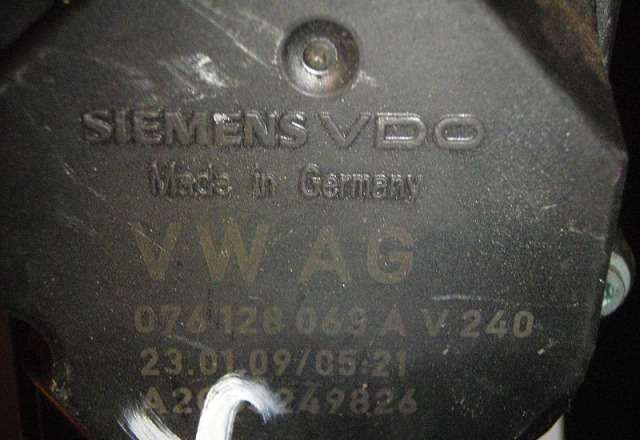 SIEMENS VDO
Made in Germany
VW AG
076 128 063 A V 240
23.01.09/05:21
249826